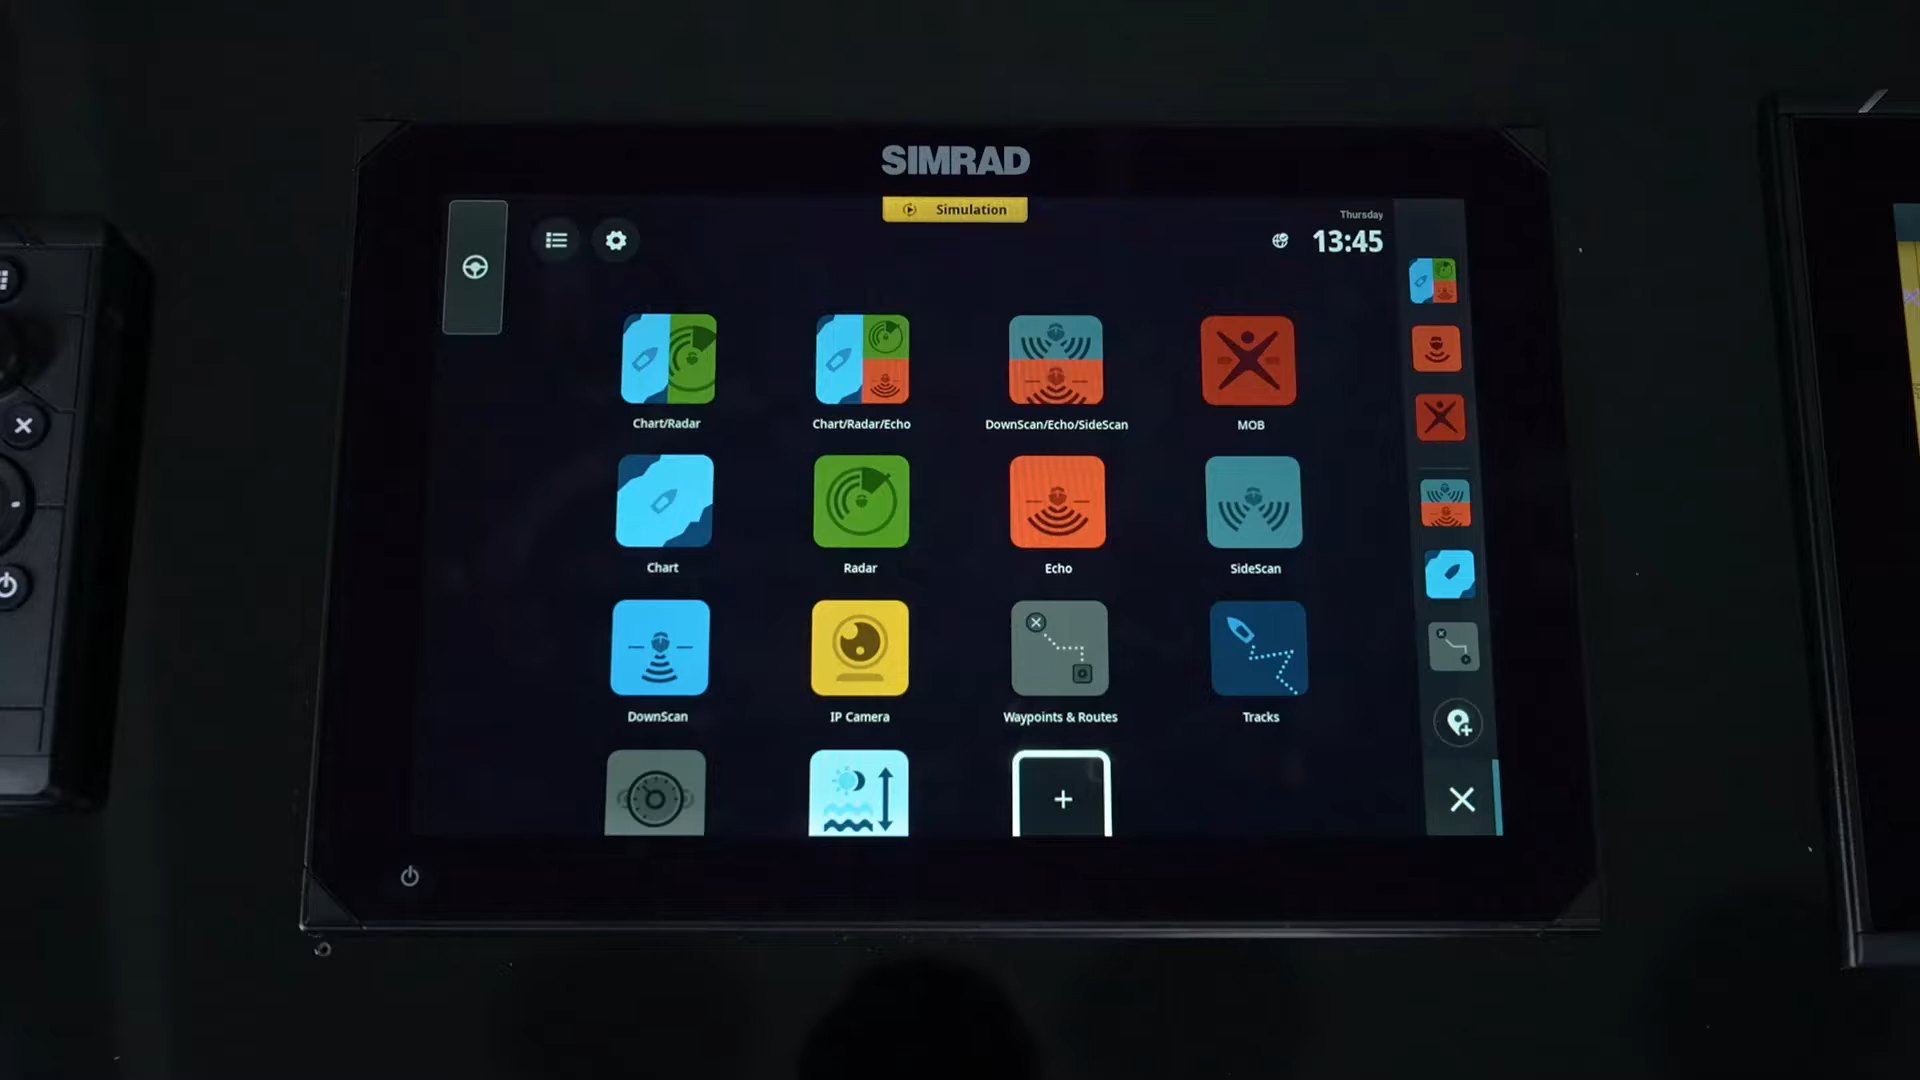 SIMRAD
Simulation
Thursday
13:45
Chart/Radar
Chart/Radar/Echo
DownScan/Echo/SideScan
MOB
Chart
Radar
Echo
SideScan
DownScan
IP Camera
Waypoints & Routes
Tracks